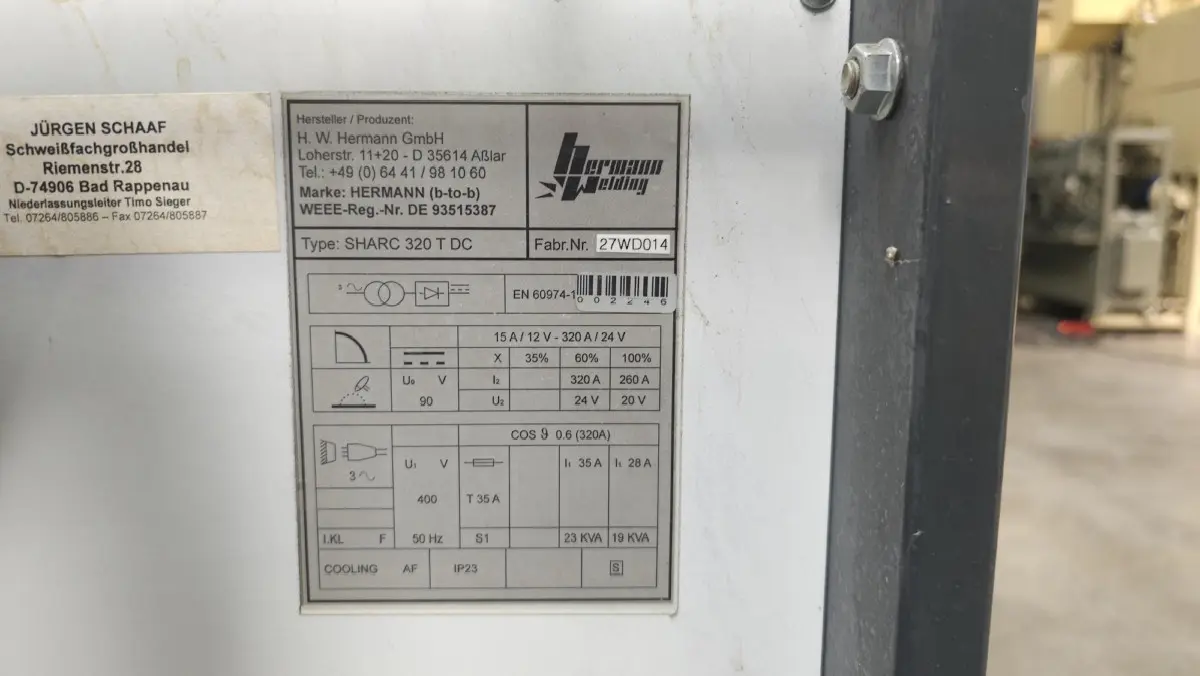 JÜRGEN SCHAAF
Schweißfachgroßhandel
Riemenstr.28
D-74906 Bad Rappenau
Niederlassungsleiter Timo Sieger
Tel. 07264/805886 – Fax 07264/805887
Hersteller / Produzent:
H. W. Hermann GmbH
Loherstr. 11+20 - D 35614 Aßlar
Tel.: +49 (0) 64 41 / 98 10 60
Marke: HERMANN (b-to-b)
WEEE-Reg.-Nr. DE 93515387
hermann
Welding
Type: SHARC 320 T DC
Fabr.Nr. 27WD014
3
EN 60974-1
002246
15 A / 12 V - 320 A / 24 V
X 35% 60% 100%
U₀ V I₂ 320 A 260 A
90 U₂ 24 V 20 V
COS ϑ 0.6 (320A)
3 U₁ V I₁ 35 A I₁ 28 A
400 T 35 A
I.KL F 50 Hz S1 23 KVA 19 KVA
COOLING AF IP23 S